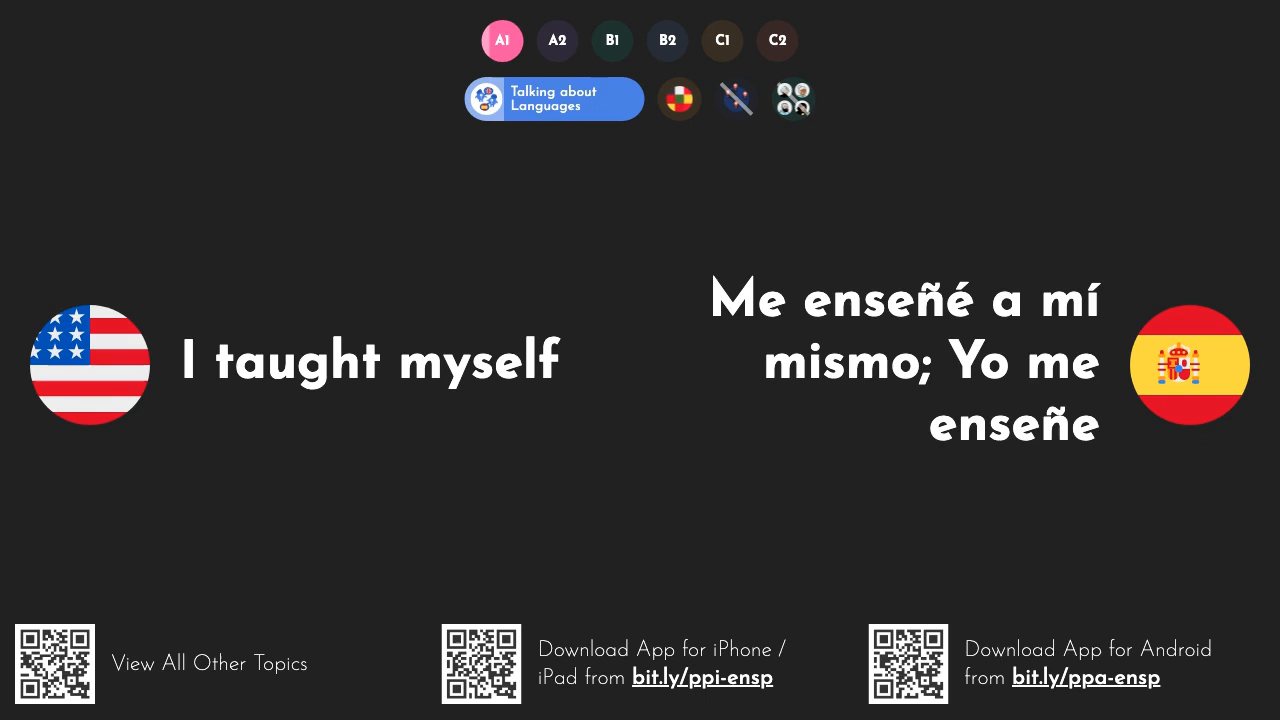 A1 A2 B1 B2 C1 C2
Talking about
Languages
I taught myself
Me enseñé a mí
mismo; Yo me
enseñe
View All Other Topics
Download App for iPhone /
iPad from bit.ly/ppi-ensp
Download App for Android
from bit.ly/ppa-ensp